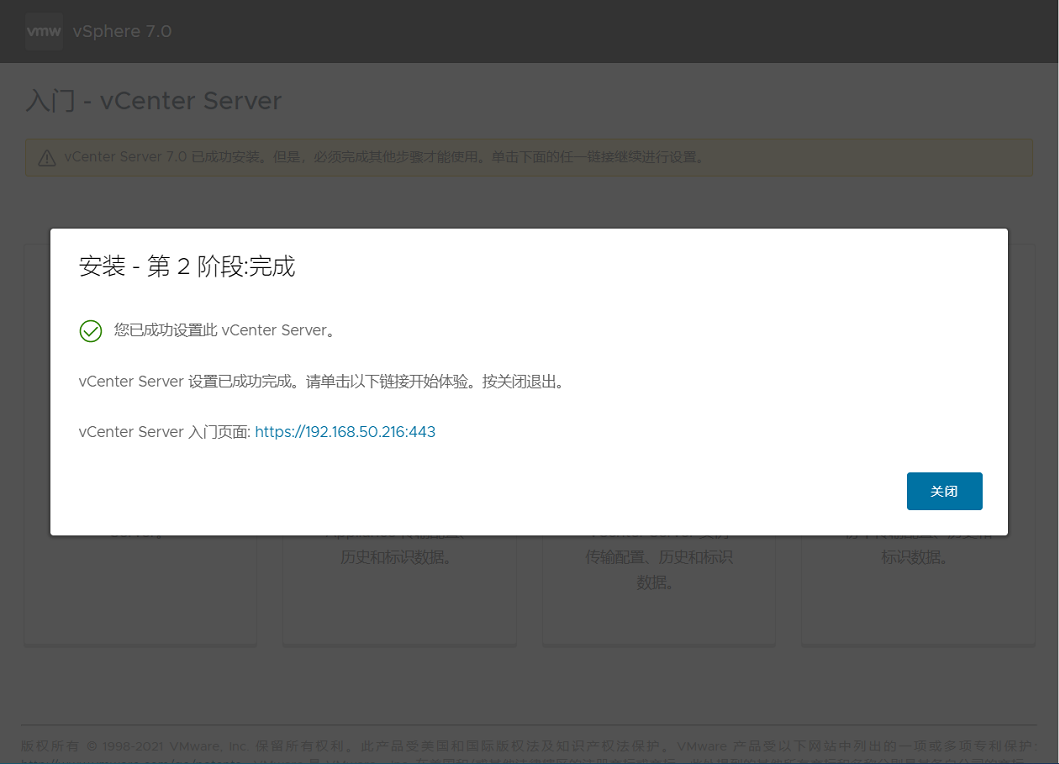 vmw vSphere 7.0
入门 - vCenter Server
vCenter Server 7.0 已成功安装。但是，必须完成其他步骤才能使用。单击下面的任一链接继续进行设置。
安装 - 第 2 阶段:完成
您已成功设置此 vCenter Server。
vCenter Server 设置已成功完成。请单击以下链接开始体验。按关闭退出。
vCenter Server 入门页面: https://192.168.50.216:443
关闭
历史和标识数据。
传输配置、历史和标识
数据。
标识数据。
版权所有 © 1998-2021 VMware, Inc. 保留所有权利。此产品受美国和国际版权法及知识产权法保护。VMware 产品受以下网站中列出的一项或多项专利保护: